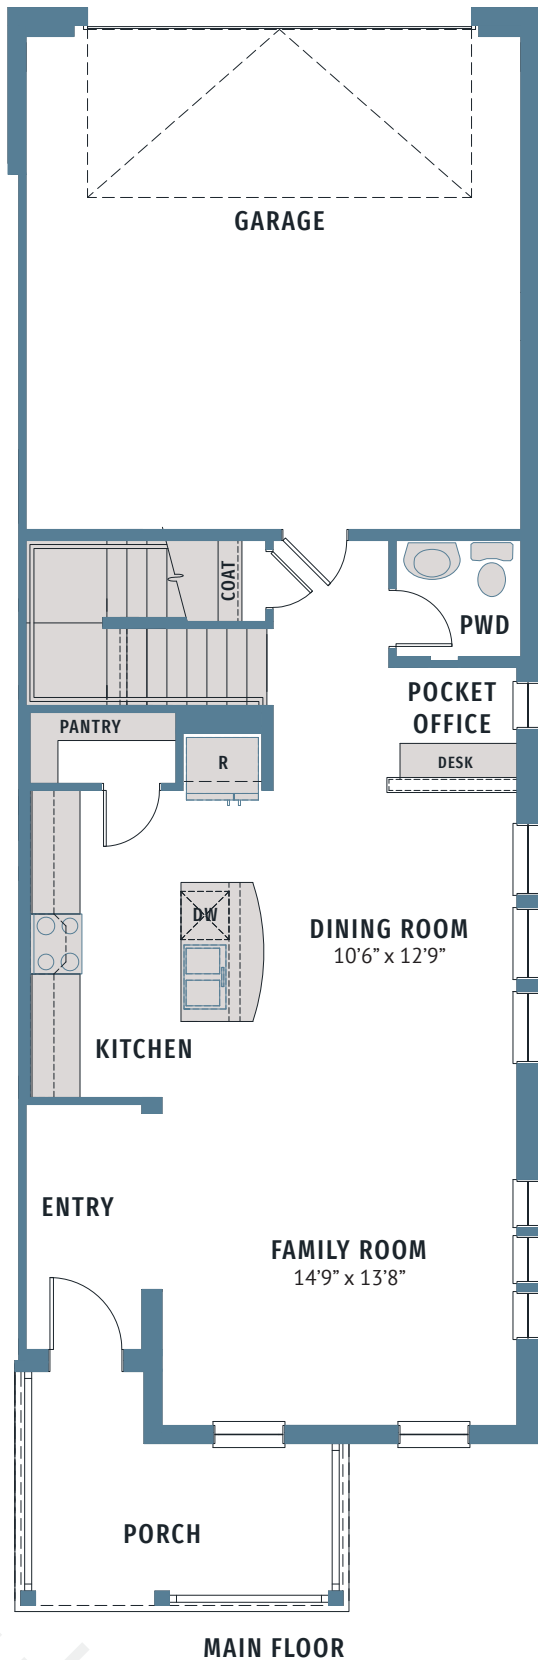 GARAGE
COAT
PWD
POCKET
OFFICE
PANTRY
R
DESK
DW
DINING ROOM
10'6” x 12'9”
KITCHEN
ENTRY
FAMILY ROOM
14'9” x 13'8”
PORCH
MAIN FLOOR